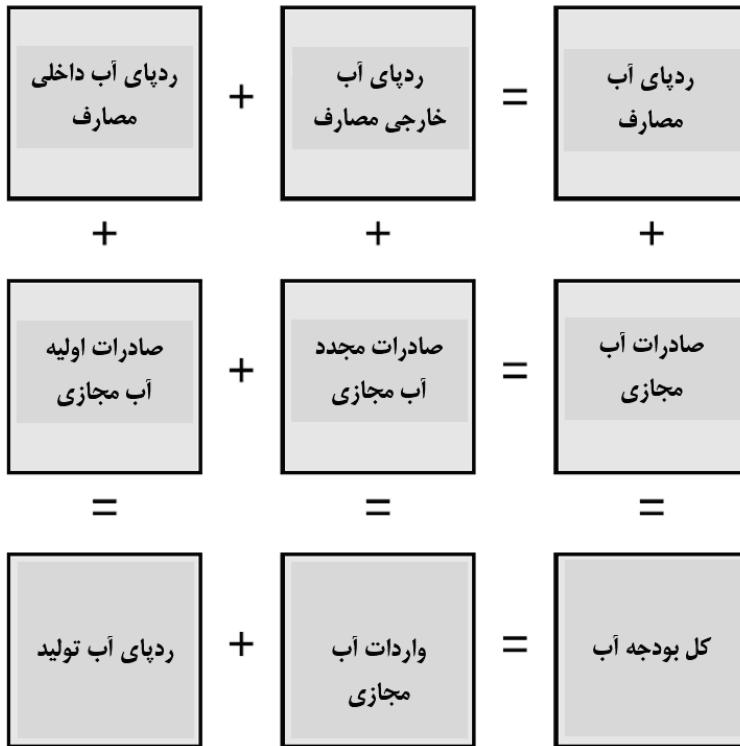 ردپای آب داخلی
مصارف
+
ردپای آب
خارجی مصارف
=
ردپای آب
مصارف
+
+
+
صادرات اولیه
آب مجازی
+
صادرات مجدد
آب مجازی
=
صادرات آب
مجازی
=
=
=
ردپای آب تولید
+
واردات آب
مجازی
=
کل بودجه آب